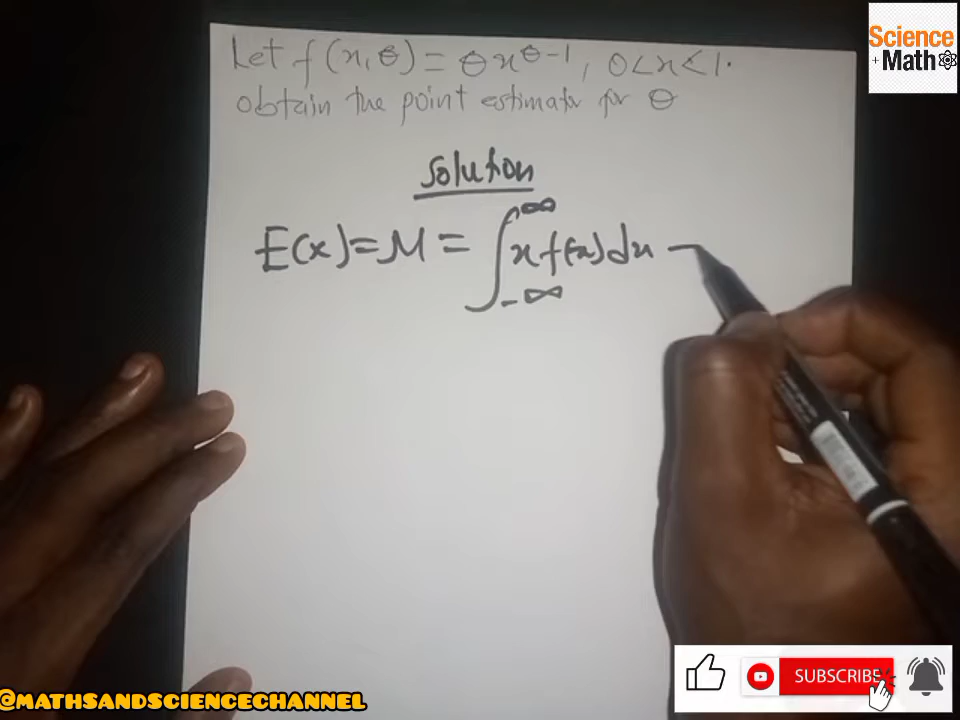 Let f(x, θ) = θx^{θ-1}, 0<x<1.
obtain the point estimator for θ
Solution
E(x) = M = ∫_{-∞}^{∞} x f(x) dx
Science
+Math
SUBSCRIBE
@MATHSANDSCIENCECHANNEL